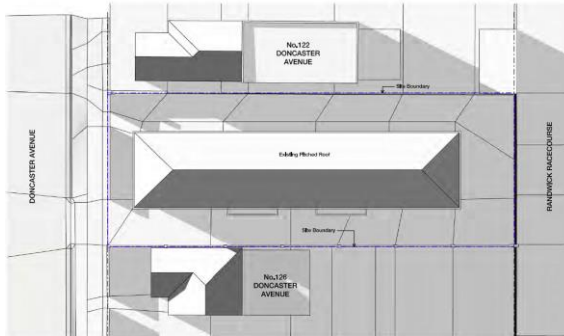 No.122
DONCASTER
AVENUE
Site Boundary
DONCASTER AVENUE
Existing Pitched Roof
RANDWICK RACECOURSE
Site Boundary
No.126
DONCASTER
AVENUE